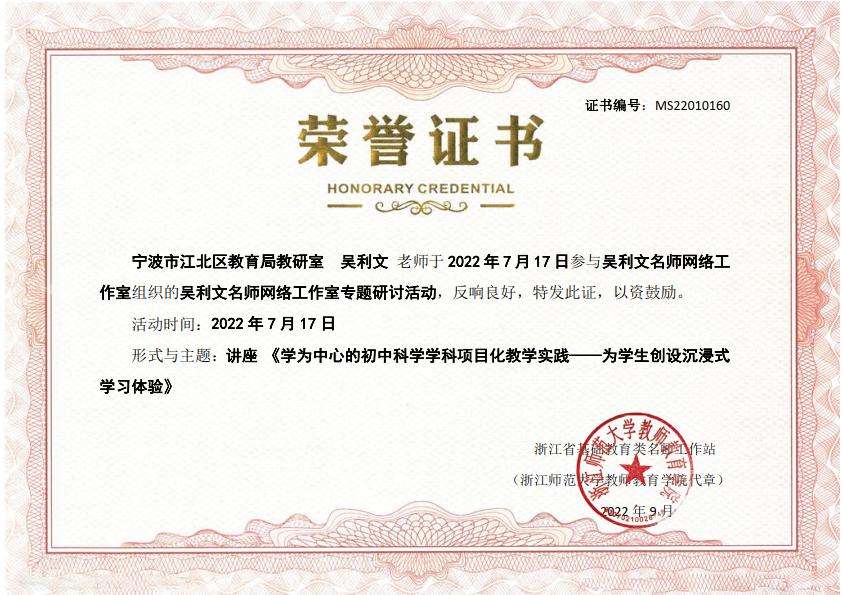 证书编号：MS22010160
荣誉证书
HONORARY CREDENTIAL
宁波市江北区教育局教研室 吴利文 老师于 2022 年 7 月 17 日参与吴利文名师网络工
作室组织的吴利文名师网络工作室专题研讨活动，反响良好，特发此证，以资鼓励。
活动时间：2022 年 7 月 17 日
形式与主题：讲座 《学为中心的初中科学学科项目化教学实践——为学生创设沉浸式
学习体验》
浙江省基础教育类名师工作站
（浙江师范大学教师教育学院代章）
2022 年 9 月
浙江师范大学教师教育学院